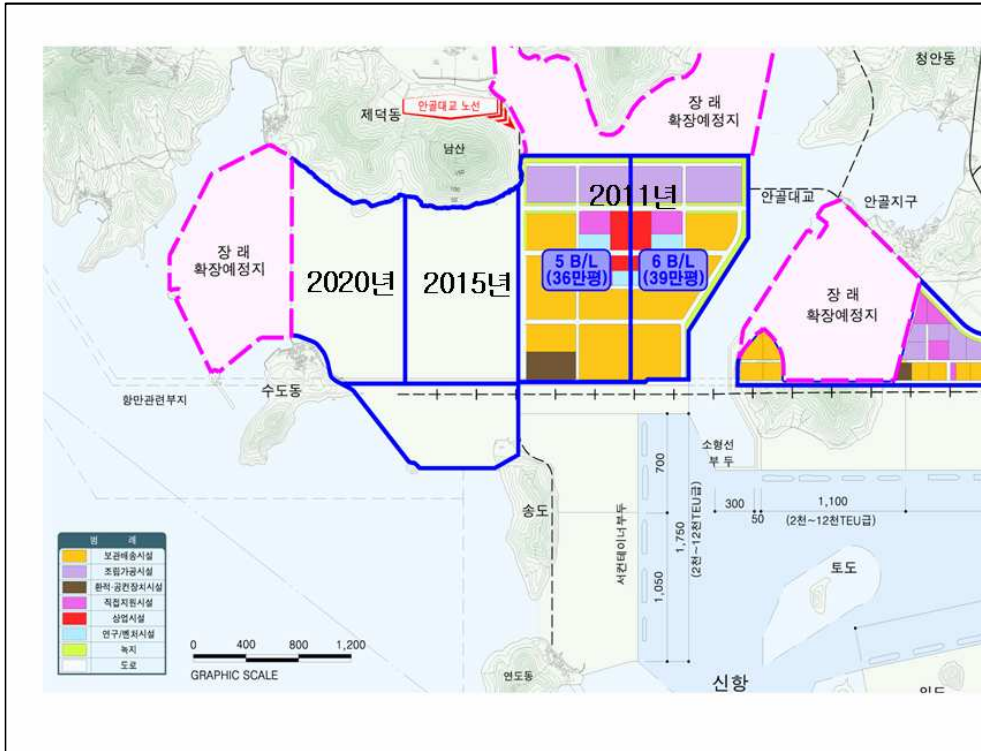 청안동
제덕동
안골대교 노선
장 래
확장예정지
남산
2011년
안골대교
안골지구
장 래
확장예정지
5 B/L
(36만평)
6 B/L
(39만평)
2020년
2015년
장 래
확장예정지
수도동
항만관련부지
소형선
부 두
700
300
50
1,100
(2천~12천TEU급)
송도
서컨테이너부두
1,750
(2천~12천TEU급)
1,050
토도
범 례
보관배송시설
조립가공시설
환적·공컨장치시설
직접지원시설
상업시설
연구/벤처시설
녹지
도로
0 400 800 1,200
GRAPHIC SCALE
연도동
신항